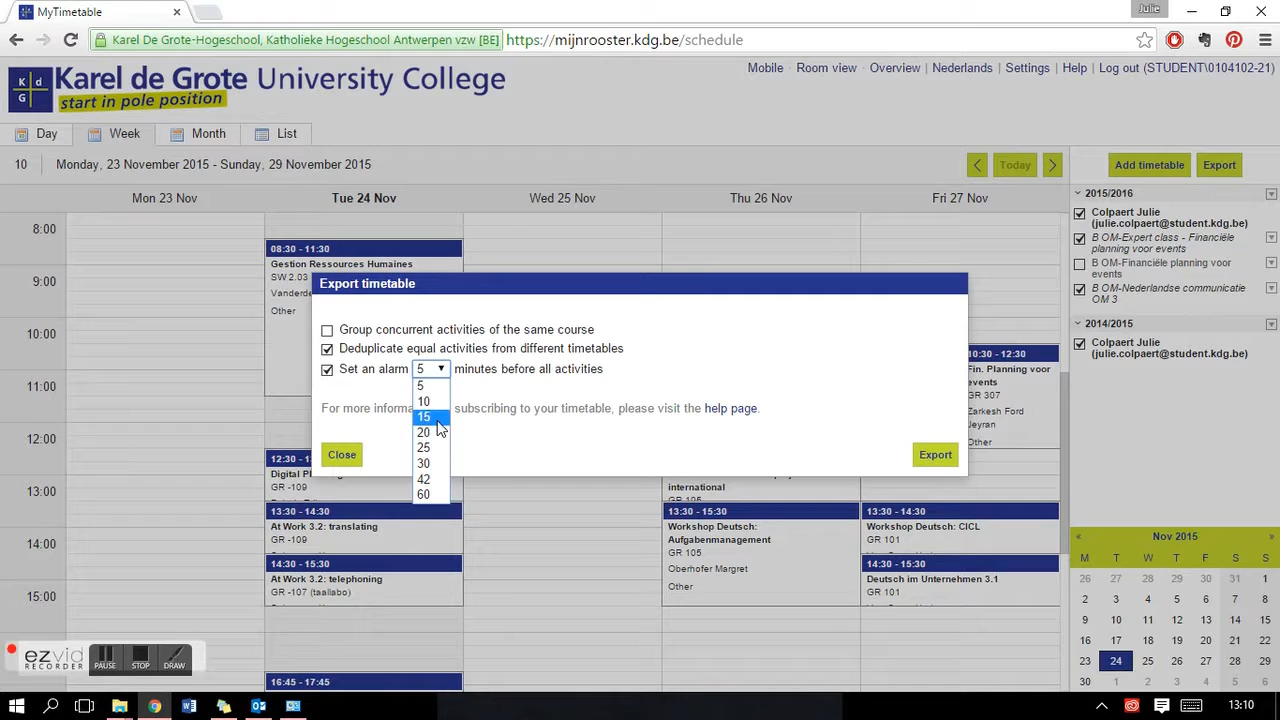 MyTimetable
Julie
Karel De Grote-Hogeschool, Katholieke Hogeschool Antwerpen vzw [BE]
https://mijnrooster.kdg.be/schedule
K d
G
Karel de Grote University College
start in pole position
Mobile Room view Overview Nederlands Settings Help Log out (STUDENT\0104102-21)
Day Week Month List
10 Monday, 23 November 2015 - Sunday, 29 November 2015
Today
Add timetable Export
Mon 23 Nov Tue 24 Nov Wed 25 Nov Thu 26 Nov Fri 27 Nov
2015/2016
Colpaert Julie
(julie.colpaert@student.kdg.be)
B OM-Expert class - Financiële
planning voor events
B OM-Financiële planning voor
events
B OM-Nederlandse communicatie
OM 3
2014/2015
Colpaert Julie
(julie.colpaert@student.kdg.be)
8:00
9:00
10:00
11:00
12:00
13:00
14:00
15:00
08:30 - 11:30
Gestion Ressources Humaines
SW 2.03
Other
Export timetable
Group concurrent activities of the same course
Deduplicate equal activities from different timetables
Set an alarm 5 minutes before all activities
5
10
15
20
25
30
42
60
For more informa subscribing to your timetable, please visit the help page.
Close Export
10:30 - 12:30
Fin. Planning voor
events
GR 307
Zarkesh Ford
Jeyran
Other
12:30
Digital
GR -109
13:30 - 14:30
At Work 3.2: translating
GR -109
14:30 - 15:30
At Work 3.2: telephoning
GR -107 (taallabo)
16:45 - 17:45
international
GR 105
13:30 - 15:30
Workshop Deutsch:
Aufgabenmanagement
GR 105
Oberhofer Margret
Other
13:30 - 14:30
Workshop Deutsch: CICL
GR 101
14:30 - 15:30
Deutsch im Unternehmen 3.1
GR 101
« Nov 2015 »
M T W T F S S
26 27 28 29 30 31 1
2 3 4 5 6 7 8
9 10 11 12 13 14 15
16 17 18 19 20 21 22
23 24 25 26 27 28 29
30 1 2 3 4 5 6
ezvid
RECORDER
PAUSE STOP DRAW
13:10